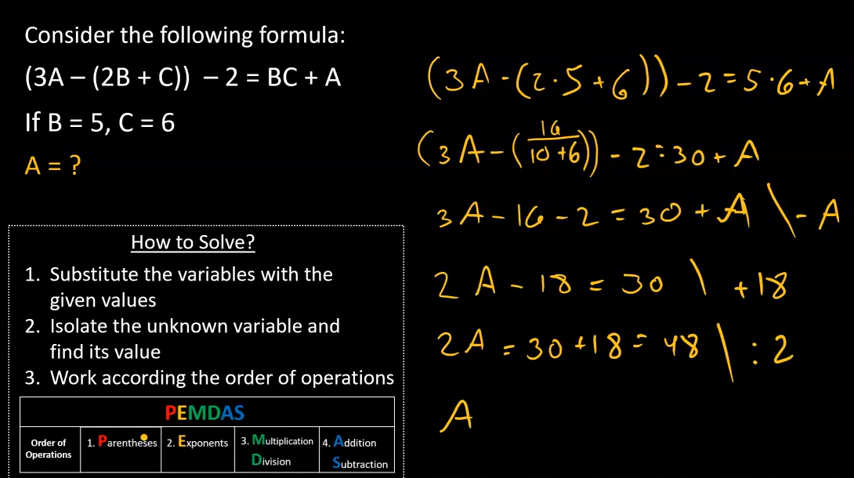 Consider the following formula:
(3A – (2B + C)) – 2 = BC + A
If B = 5, C = 6
A = ?
How to Solve?
1. Substitute the variables with the
given values
2. Isolate the unknown variable and
find its value
3. Work according the order of operations
PEMDAS
Order of
Operations
1. Parentheses
2. Exponents
3. Multiplication
Division
4. Addition
Subtraction
(3A-(2·5+6))-2=5·6+A
16
(3A-(10+6))-2=30+A
3A-16-2=30+A \-A
2A-18=30 \ +18
2A=30+18=48 \ :2
A